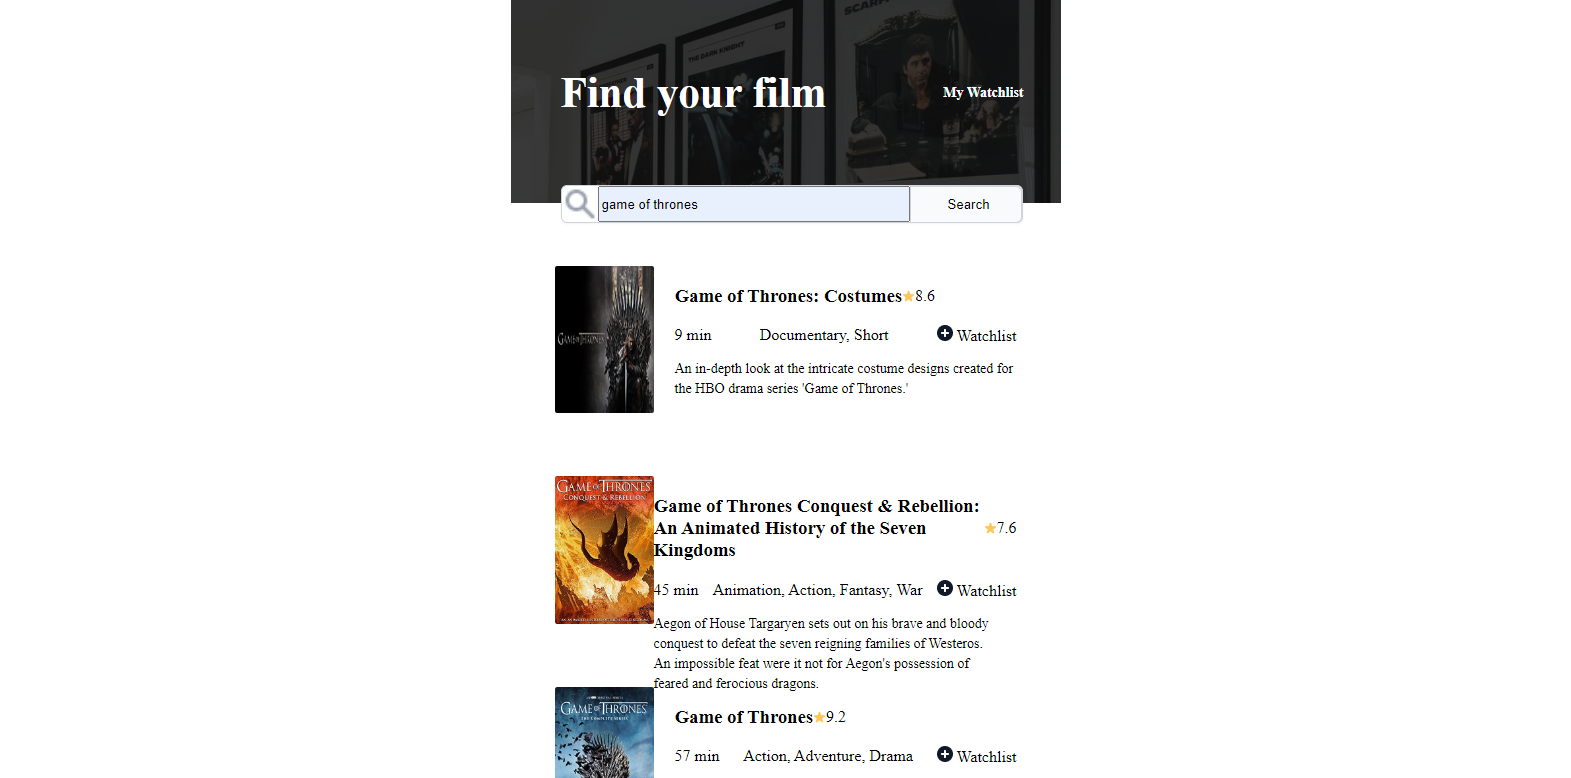 SCARFACE
THE DARK KNIGHT
Find your film
My Watchlist
game of thrones
Search
GAME OF THRONES
Game of Thrones: Costumes
8.6
9 min
Documentary, Short
Watchlist
An in-depth look at the intricate costume designs created for
the HBO drama series 'Game of Thrones.'
GAME OF THRONES
CONQUEST & REBELLION
Game of Thrones Conquest & Rebellion:
An Animated History of the Seven
Kingdoms
7.6
45 min
Animation, Action, Fantasy, War
Watchlist
Aegon of House Targaryen sets out on his brave and bloody
conquest to defeat the seven reigning families of Westeros.
An impossible feat were it not for Aegon's possession of
feared and ferocious dragons.
GAME OF THRONES
THE COMPLETE SERIES
Game of Thrones
9.2
57 min
Action, Adventure, Drama
Watchlist